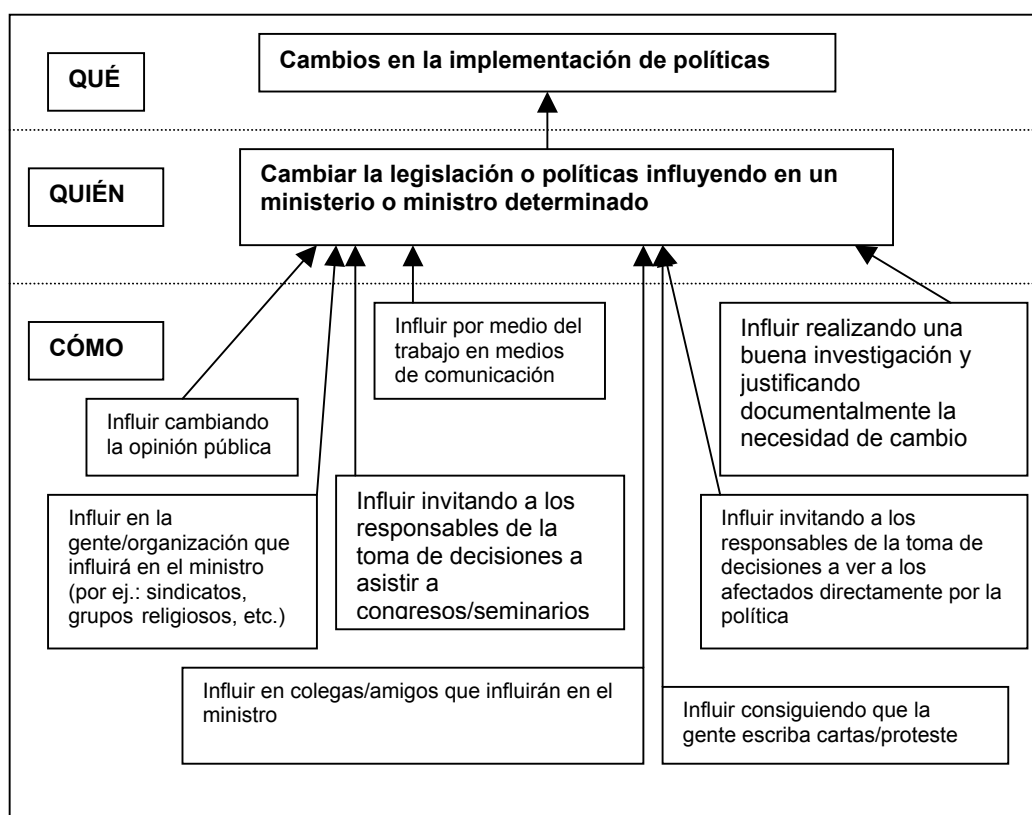 QUÉ
Cambios en la implementación de políticas
QUIÉN
Cambiar la legislación o políticas influyendo en un
ministerio o ministro determinado
CÓMO
Influir por medio del
trabajo en medios
de comunicación
Influir realizando una
buena investigación y
justificando
documentalmente la
necesidad de cambio
Influir cambiando
la opinión pública
Influir en la
gente/organización que
influirá en el ministro
(por ej.: sindicatos,
grupos religiosos, etc.)
Influir invitando a los
responsables de la
toma de decisiones a
asistir a
congresos/seminarios
Influir invitando a los
responsables de la toma de
decisiones a ver a los
afectados directamente por la
política
Influir en colegas/amigos que influirán en el
ministro
Influir consiguiendo que la
gente escriba cartas/proteste